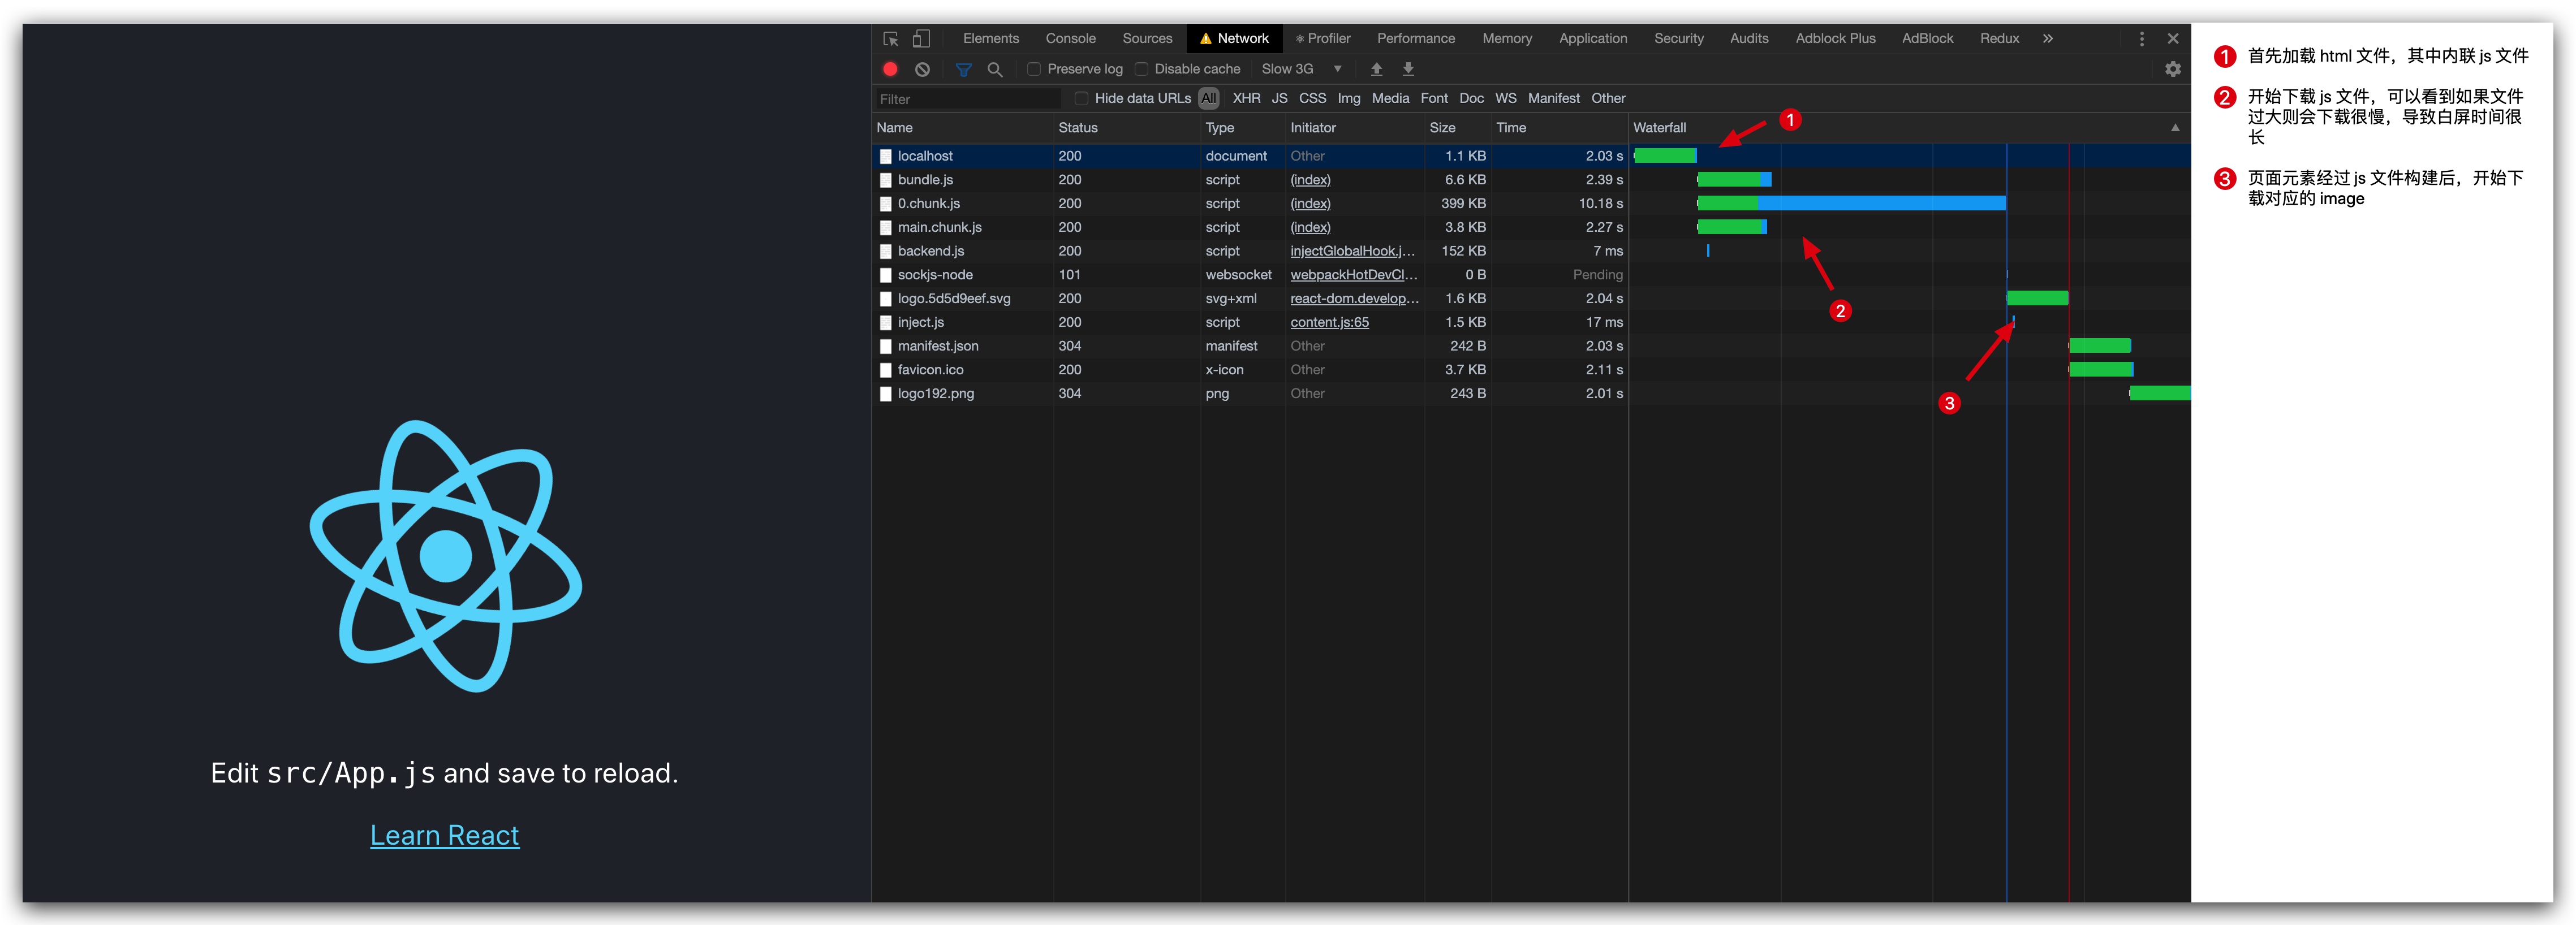 Edit src/App.js and save to reload.
Learn React
Elements Console Sources Network Profiler Performance Memory Application Security Audits Adblock Plus AdBlock Redux »
Preserve log Disable cache Slow 3G
Filter Hide data URLs All XHR JS CSS Img Media Font Doc WS Manifest Other
Name Status Type Initiator Size Time Waterfall
localhost 200 document Other 1.1 KB 2.03 s
bundle.js 200 script (index) 6.6 KB 2.39 s
0.chunk.js 200 script (index) 399 KB 10.18 s
main.chunk.js 200 script (index) 3.8 KB 2.27 s
backend.js 200 script injectGlobalHook.j... 152 KB 7 ms
sockjs-node 101 websocket webpackHotDevCl... 0 B Pending
logo.5d5d9eef.svg 200 svg+xml react-dom.develop... 1.6 KB 2.04 s
inject.js 200 script content.js:65 1.5 KB 17 ms
manifest.json 304 manifest Other 242 B 2.03 s
favicon.ico 200 x-icon Other 3.7 KB 2.11 s
logo192.png 304 png Other 243 B 2.01 s
1
2
3
1 首先加载 html 文件，其中内联 js 文件
2 开始下载 js 文件，可以看到如果文件
过大则会下载很慢，导致白屏时间很
长
3 页面元素经过 js 文件构建后，开始下
载对应的 image